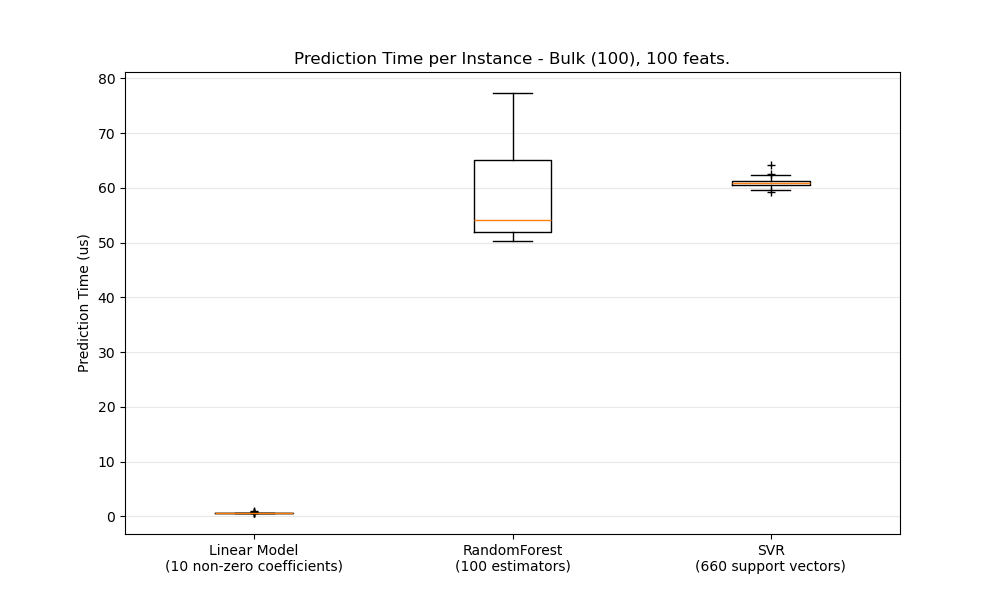 Prediction Time per Instance - Bulk (100), 100 feats.
Prediction Time (us)
80
70
60
50
40
30
20
10
0
Linear Model
(10 non-zero coefficients)
RandomForest
(100 estimators)
SVR
(660 support vectors)